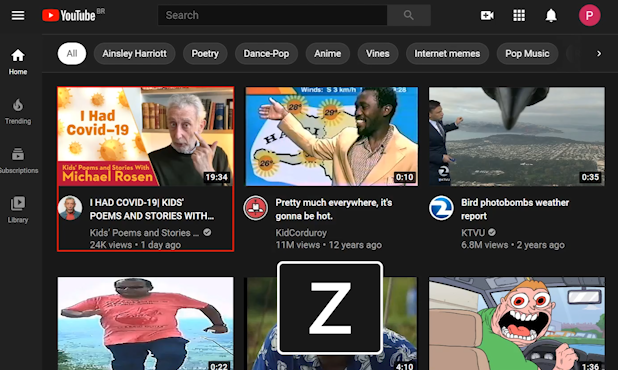 YouTube BR
Search
P
All
Ainsley Harriott
Poetry
Dance-Pop
Anime
Vines
Internet memes
Pop Music
Home
Trending
Subscriptions
Library
I Had
Covid-19
Kids' Poems and Stories With
Michael Rosen
19:34
I HAD COVID-19| KIDS'
POEMS AND STORIES WITH...
Kids' Poems and Stories ...
24K views • 1 day ago
Winds: S 3 km/h
28°
26°
0:10
Pretty much everywhere, it's
gonna be hot.
KidCorduroy
11M views • 12 years ago
0:35
2
Bird photobombs weather
report
KTVU
6.8M views • 2 years ago
0:22
Z
4:10
1:36